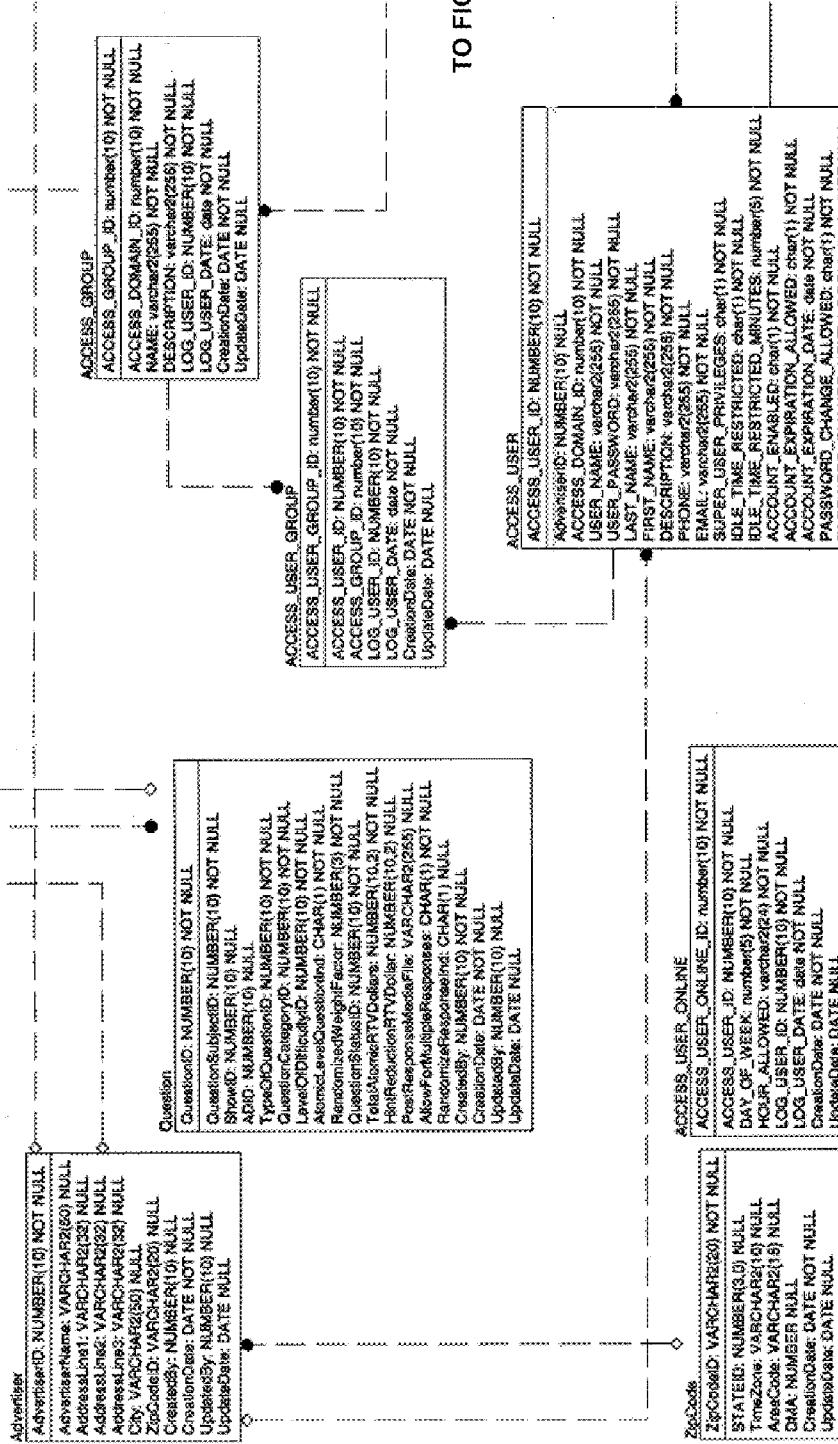 Advertiser
AdvertiserID: NUMBER(10) NOT NULL
AdvertiserName: VARCHAR2(50) NULL
AddressLine1: VARCHAR2(32) NULL
AddressLine2: VARCHAR2(32) NULL
AddressLine3: VARCHAR2(32) NULL
City: VARCHAR2(50) NULL
ZipCodeID: VARCHAR2(20) NULL
CreatedBy: NUMBER(10) NULL
CreationDate: DATE NOT NULL
UpdatedBy: NUMBER(10) NULL
UpdateDate: DATE NULL
Question
QuestionID: NUMBER(10) NOT NULL
QuestionSubjectID: NUMBER(10) NOT NULL
ShowID: NUMBER(10) NULL
ADID: NUMBER(10) NULL
TypeOfQuestionID: NUMBER(10) NOT NULL
QuestionCategoryID: NUMBER(10) NOT NULL
LevelOfDifficultyID: NUMBER(10) NOT NULL
AtomicLevelQuestionInd: CHAR(1) NOT NULL
RandomizedWeightFactor: NUMBER(3) NOT NULL
QuestionStatusID: NUMBER(10) NOT NULL
TotalAtomicRTVDollars: NUMBER(10,2) NOT NULL
HintReductionRTVDollar: NUMBER(10,2) NULL
PostResponseMediaFile: VARCHAR2(255) NULL
AllowForMultipleResponses: CHAR(1) NOT NULL
RandomizeResponseInd: CHAR(1) NULL
CreatedBy: NUMBER(10) NOT NULL
CreationDate: DATE NOT NULL
UpdatedBy: NUMBER(10) NULL
UpdateDate: DATE NULL
ACCESS_GROUP
ACCESS_GROUP_ID: number(10) NOT NULL
ACCESS_DOMAIN_ID: number(10) NOT NULL
NAME: varchar2(255) NOT NULL
DESCRIPTION: varchar2(255) NOT NULL
LOG_USER_ID: NUMBER(10) NOT NULL
LOG_USER_DATE: date NOT NULL
CreationDate: DATE NOT NULL
UpdateDate: DATE NULL
ACCESS_USER_GROUP
ACCESS_USER_GROUP_ID: number(10) NOT NULL
ACCESS_USER_ID: NUMBER(10) NOT NULL
ACCESS_GROUP_ID: number(10) NOT NULL
LOG_USER_ID: NUMBER(10) NOT NULL
LOG_USER_DATE: date NOT NULL
CreationDate: DATE NOT NULL
UpdateDate: DATE NULL
TO FIG
ZipCode
ZipCodeID: VARCHAR2(20) NOT NULL
STATEID: NUMBER(3,0) NULL
TimeZone: VARCHAR2(10) NULL
AreaCode: VARCHAR2(18) NULL
DMA: NUMBER NULL
CreationDate: DATE NOT NULL
UpdateDate: DATE NULL
ACCESS_USER_ONLINE
ACCESS_USER_ONLINE_ID: number(10) NOT NULL
ACCESS_USER_ID: NUMBER(10) NOT NULL
DAY_OF_WEEK: number(5) NOT NULL
HOUR_ALLOWED: varchar2(24) NOT NULL
LOG_USER_ID: NUMBER(10) NOT NULL
LOG_USER_DATE: date NOT NULL
CreationDate: DATE NOT NULL
UpdateDate: DATE NULL
ACCESS_USER
ACCESS_USER_ID: NUMBER(10) NOT NULL
AdvertiserID: NUMBER(10) NULL
ACCESS_DOMAIN_ID: number(10) NOT NULL
USER_NAME: varchar2(255) NOT NULL
USER_PASSWORD: varchar2(255) NOT NULL
LAST_NAME: varchar2(255) NOT NULL
FIRST_NAME: varchar2(255) NOT NULL
DESCRIPTION: varchar2(255) NOT NULL
PHONE: varchar2(255) NOT NULL
EMAIL: varchar2(255) NOT NULL
SUPER_USER_PRIVILEGES: char(1) NOT NULL
IDLE_TIME_RESTRICTED: char(1) NOT NULL
IDLE_TIME_RESTRICTED_MINUTES: number(5) NOT NULL
ACCOUNT_ENABLED: char(1) NOT NULL
ACCOUNT_EXPIRATION_ALLOWED: char(1) NOT NULL
ACCOUNT_EXPIRATION_DATE: date NOT NULL
PASSWORD_CHANGE_ALLOWED: char(1) NOT NULL